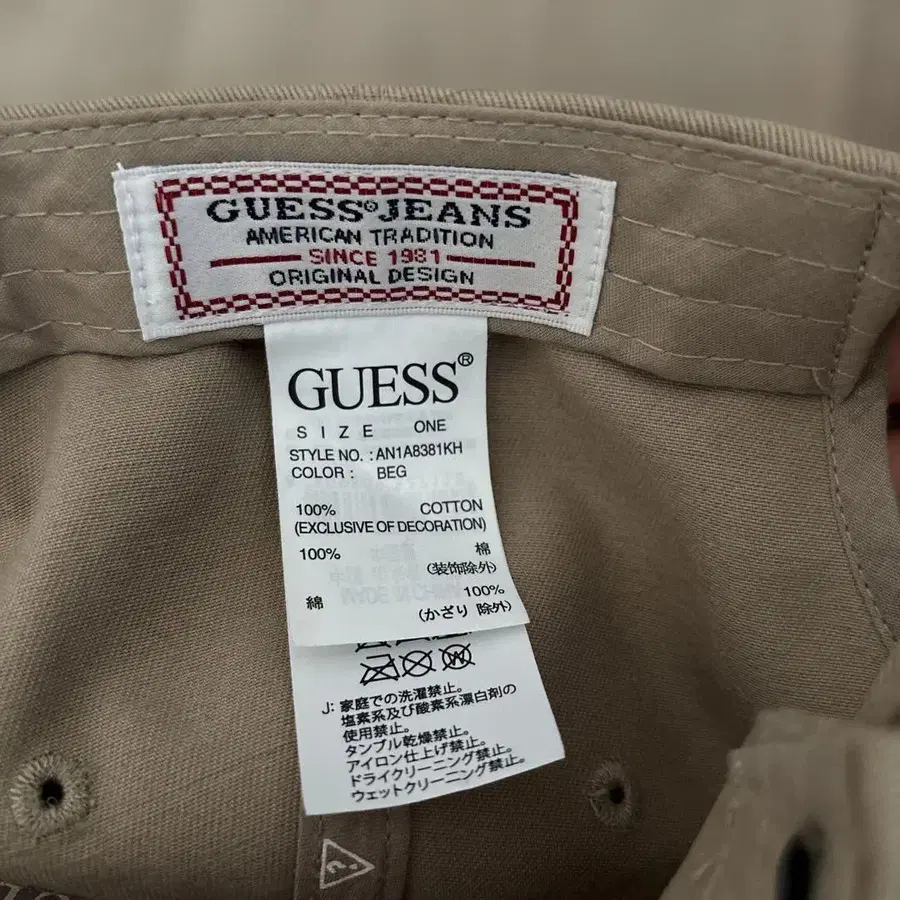 GUESS®JEANS
AMERICAN TRADITION
SINCE 1981
ORIGINAL DESIGN
GUESS®
SIZE ONE
STYLE NO. : AN1A8381KH
COLOR : BEG
100% COTTON
(EXCLUSIVE OF DECORATION)
100% 棉
(装饰除外)
綿 100%
(かざり 除外)
W
J: 家庭での洗濯禁止。
塩素系及び酸素系漂白剤の
使用禁止。
タンブル乾燥禁止。
アイロン仕上げ禁止。
ドライクリーニング禁止。
ウェットクリーニング禁止。
?